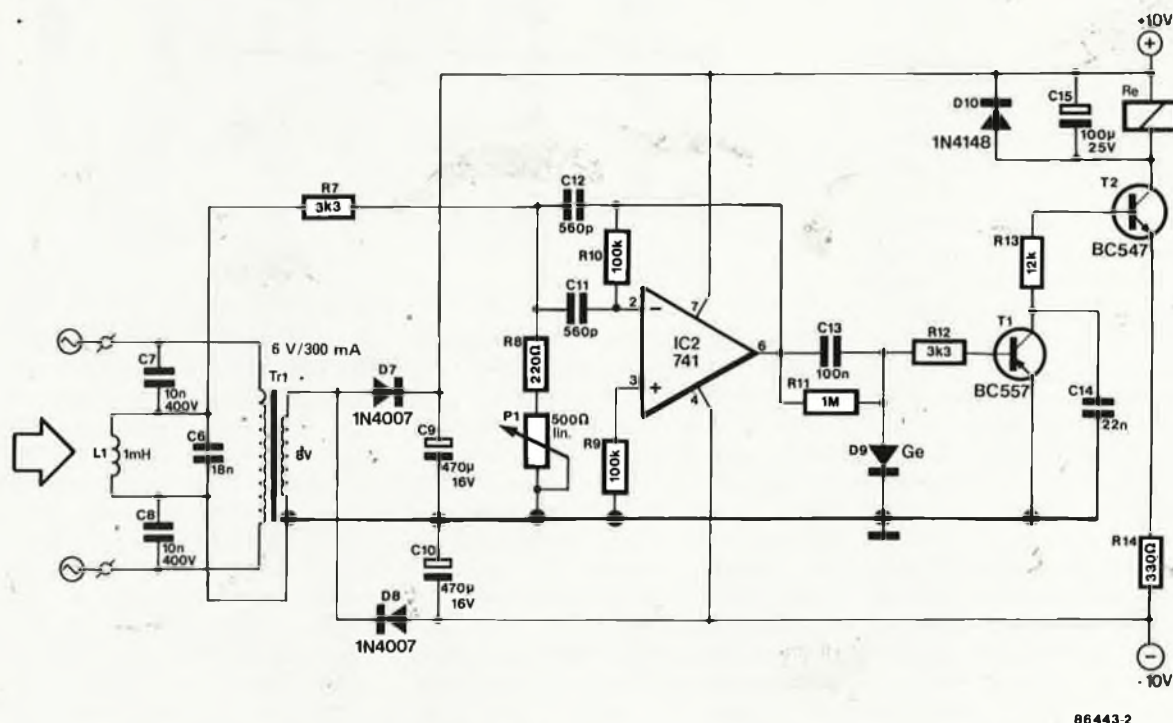 +10V
D10
1N4148
C15
100µ
25V
Re
T2
BC547
R7
3k3
C12
560p
R10
100k
C11
560p
R13
12k
2
7
IC2
741
6
3
4
R8
220Ω
P1
500Ω
lin.
R9
100k
C13
100n
R12
3k3
T1
BC557
R11
1M
C14
22n
D9
Ge
6 V/300 mA
Tr1
C7
10n
400V
L1
1mH
C6
18n
8V
D7
1N4007
C9
470µ
16V
C8
10n
400V
C10
470µ
16V
D8
1N4007
R14
330Ω
-10V
86443-2